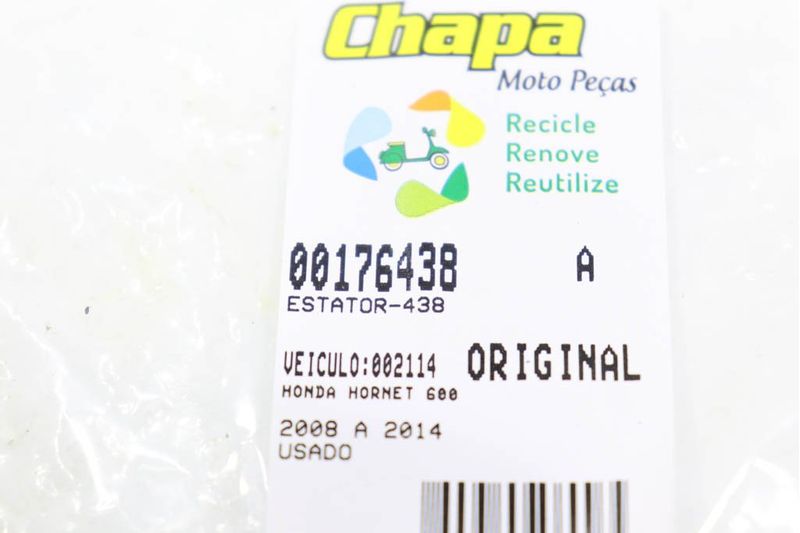 Chapa
Moto Peças
Recicle
Renove
Reutilize
00176438 A
ESTATOR-438
VEICULO:002114 ORIGINAL
HONDA HORNET 600
2008 A 2014
USADO